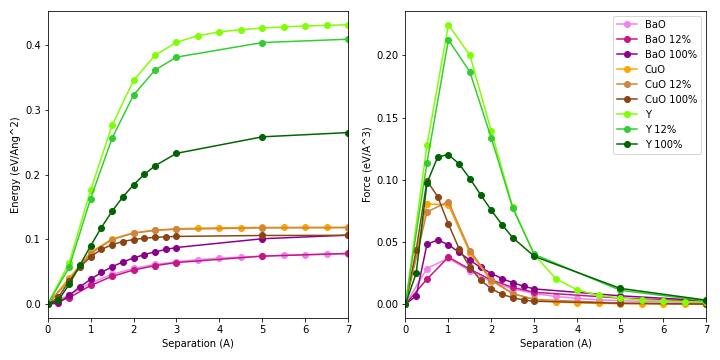 Energy (eV/Ang^2)
0.4
0.3
0.2
0.1
0.0
0 1 2 3 4 5 6 7
Separation (A)
Force (eV/A^3)
0.20
0.15
0.10
0.05
0.00
0 1 2 3 4 5 6 7
Separation (A)
BaO
BaO 12%
BaO 100%
CuO
CuO 12%
CuO 100%
Y
Y 12%
Y 100%